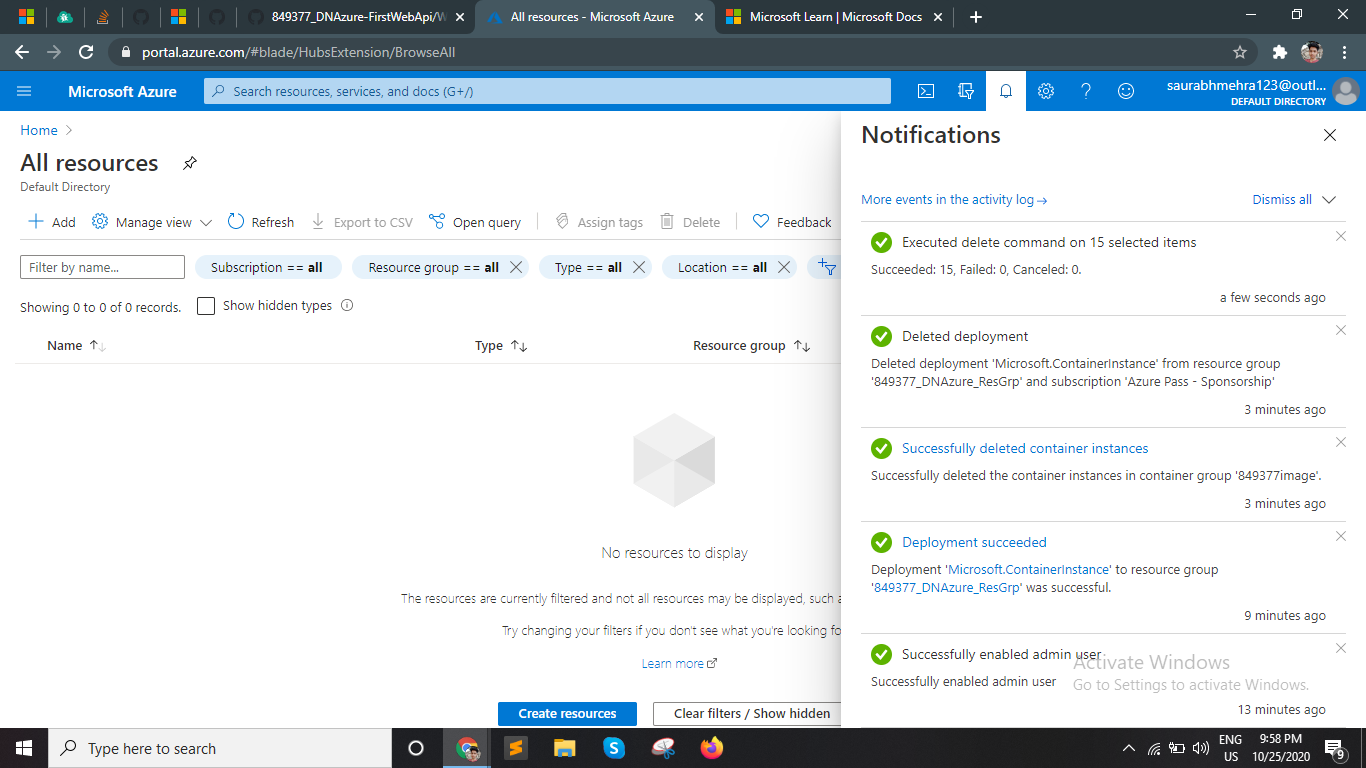 849377_DNAzure-FirstWebApi/W
All resources - Microsoft Azure
Microsoft Learn | Microsoft Docs
portal.azure.com/#blade/HubsExtension/BrowseAll
Microsoft Azure
Search resources, services, and docs (G+/)
saurabhmehra123@outl...
DEFAULT DIRECTORY
Home
All resources
Default Directory
Add
Manage view
Refresh
Export to CSV
Open query
Assign tags
Delete
Feedback
Filter by name...
Subscription == all
Resource group == all
Type == all
Location == all
Showing 0 to 0 of 0 records.
Show hidden types
Name
Type
Resource group
No resources to display
The resources are currently filtered and not all resources may be displayed, such a
Try changing your filters if you don't see what you're looking fo
Learn more
Create resources
Clear filters / Show hidden
Notifications
More events in the activity log →
Dismiss all
Executed delete command on 15 selected items
Succeeded: 15, Failed: 0, Canceled: 0.
a few seconds ago
Deleted deployment
Deleted deployment 'Microsoft.ContainerInstance' from resource group
'849377_DNAzure_ResGrp' and subscription 'Azure Pass - Sponsorship'
3 minutes ago
Successfully deleted container instances
Successfully deleted the container instances in container group '849377image'.
3 minutes ago
Deployment succeeded
Deployment 'Microsoft.ContainerInstance' to resource group
'849377_DNAzure_ResGrp' was successful.
9 minutes ago
Successfully enabled admin user
Successfully enabled admin user
13 minutes ago
Activate Windows
Go to Settings to activate Windows.
Type here to search
ENG
US
9:58 PM
10/25/2020
9